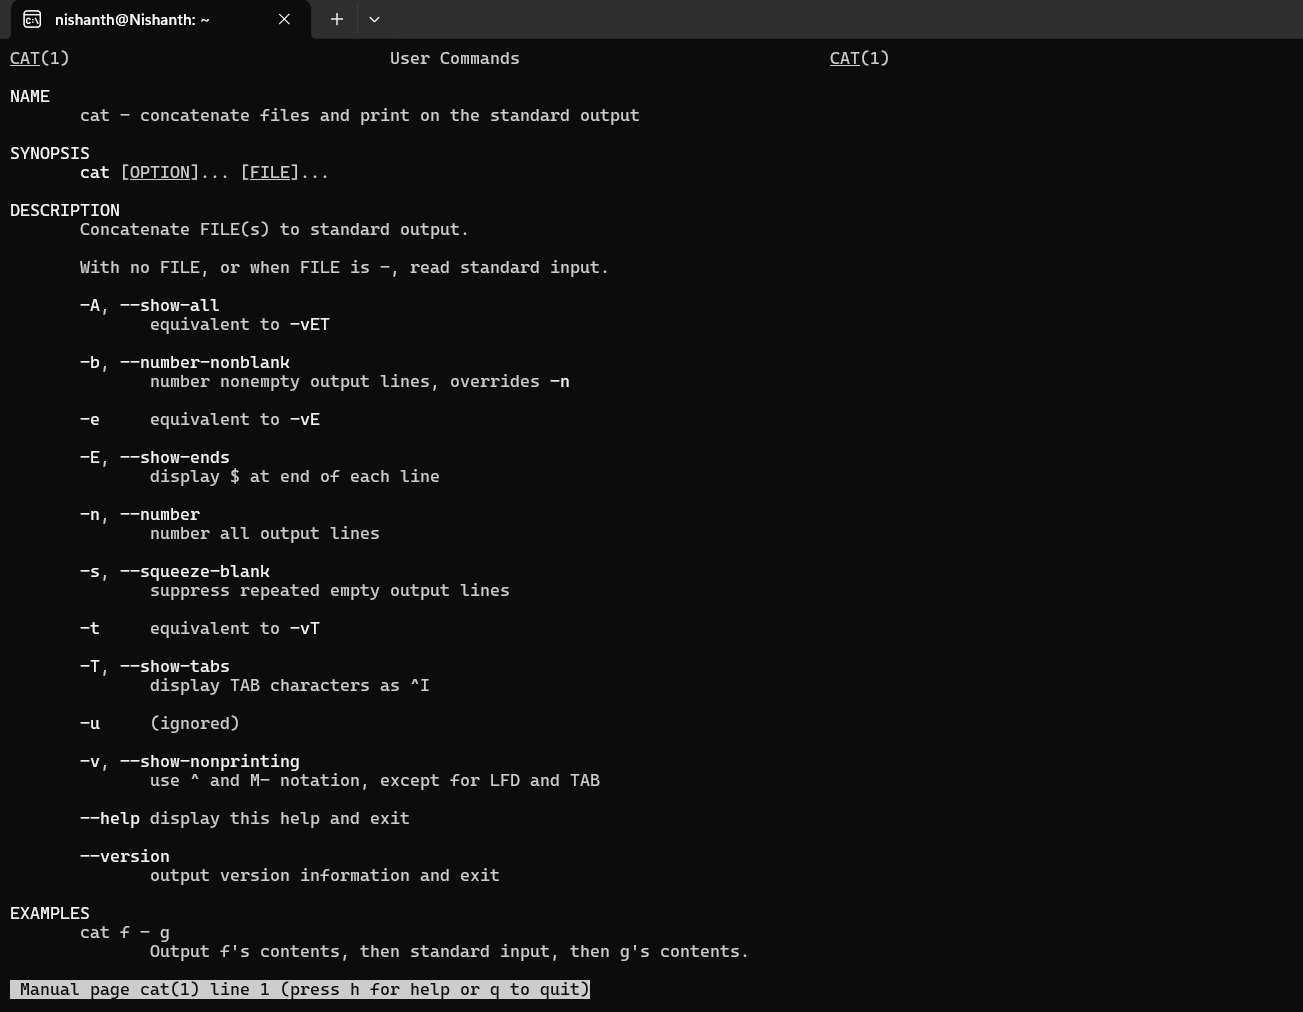 nishanth@Nishanth: ~
CAT(1) User Commands CAT(1)
NAME
cat - concatenate files and print on the standard output
SYNOPSIS
cat [OPTION]... [FILE]...
DESCRIPTION
Concatenate FILE(s) to standard output.
With no FILE, or when FILE is -, read standard input.
-A, --show-all
equivalent to -vET
-b, --number-nonblank
number nonempty output lines, overrides -n
-e equivalent to -vE
-E, --show-ends
display $ at end of each line
-n, --number
number all output lines
-s, --squeeze-blank
suppress repeated empty output lines
-t equivalent to -vT
-T, --show-tabs
display TAB characters as ^I
-u (ignored)
-v, --show-nonprinting
use ^ and M- notation, except for LFD and TAB
--help display this help and exit
--version
output version information and exit
EXAMPLES
cat f - g
Output f's contents, then standard input, then g's contents.
Manual page cat(1) line 1 (press h for help or q to quit)